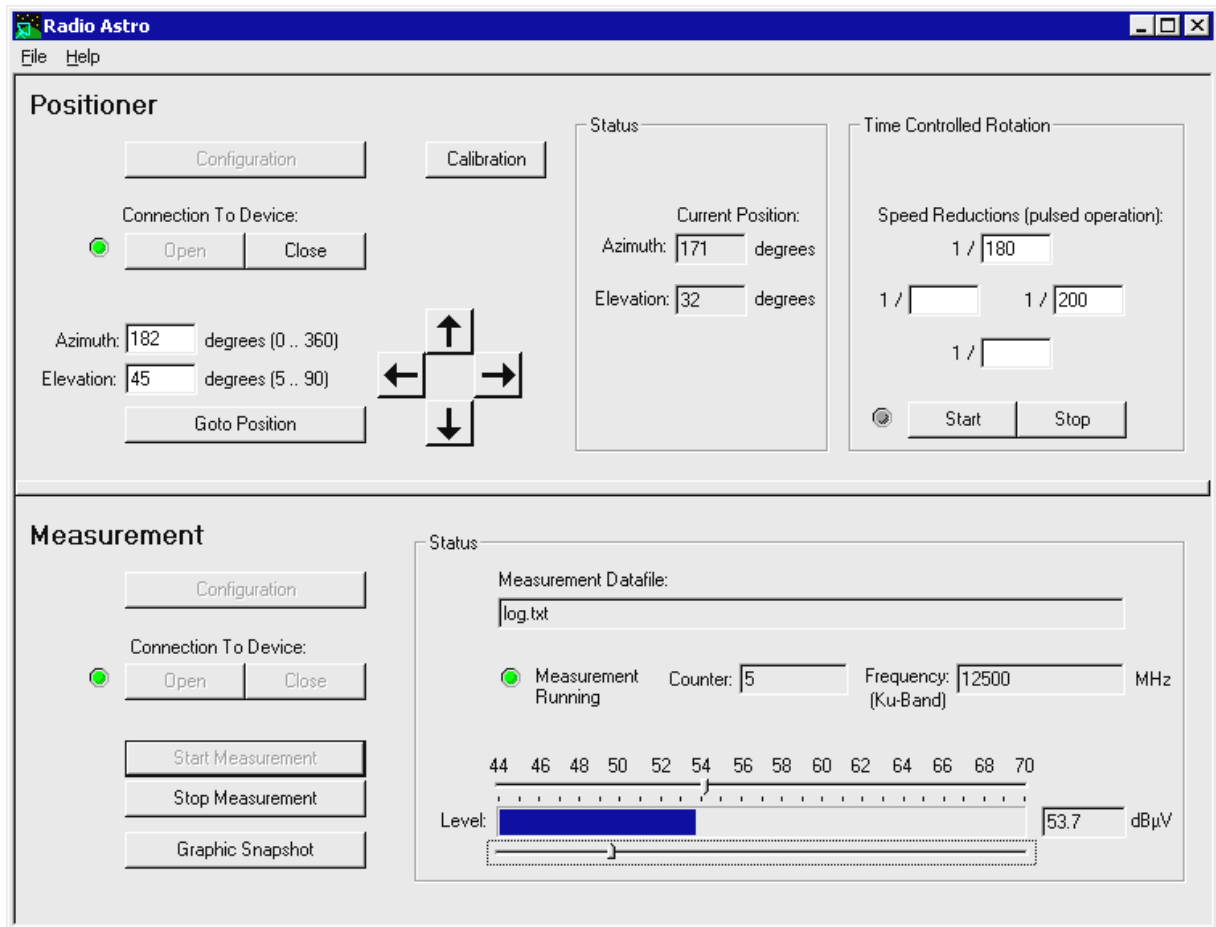 Radio Astro
File Help
Positioner
Configuration
Calibration
Connection To Device:
Open Close
Azimuth: 182 degrees (0 .. 360)
Elevation: 45 degrees (5 .. 90)
Goto Position
Status
Current Position:
Azimuth: 171 degrees
Elevation: 32 degrees
Time Controlled Rotation
Speed Reductions (pulsed operation):
1 / 180
1 / 1 / 200
1 /
Start Stop
Measurement
Configuration
Connection To Device:
Open Close
Start Measurement
Stop Measurement
Graphic Snapshot
Status
Measurement Datafile:
log.txt
Measurement Running
Counter: 5
Frequency: (Ku-Band) 12500 MHz
44 46 48 50 52 54 56 58 60 62 64 66 68 70
Level: 53.7 dBµV